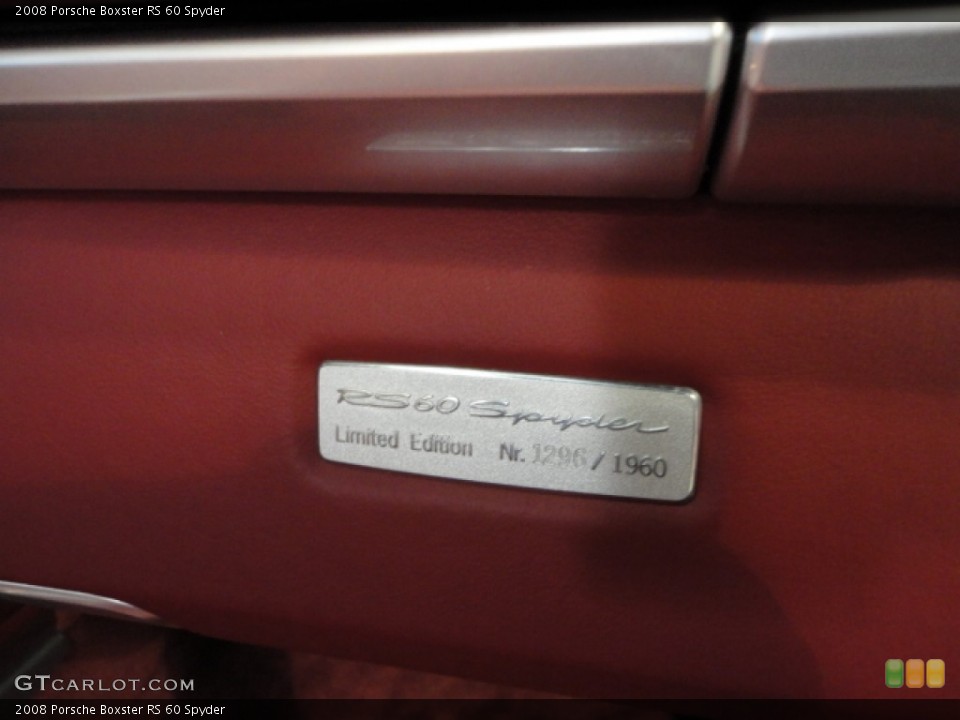 2008 Porsche Boxster RS 60 Spyder
RS60 Spyder
Limited Edition Nr. 1296 / 1960
GTCARLOT.COM
2008 Porsche Boxster RS 60 Spyder